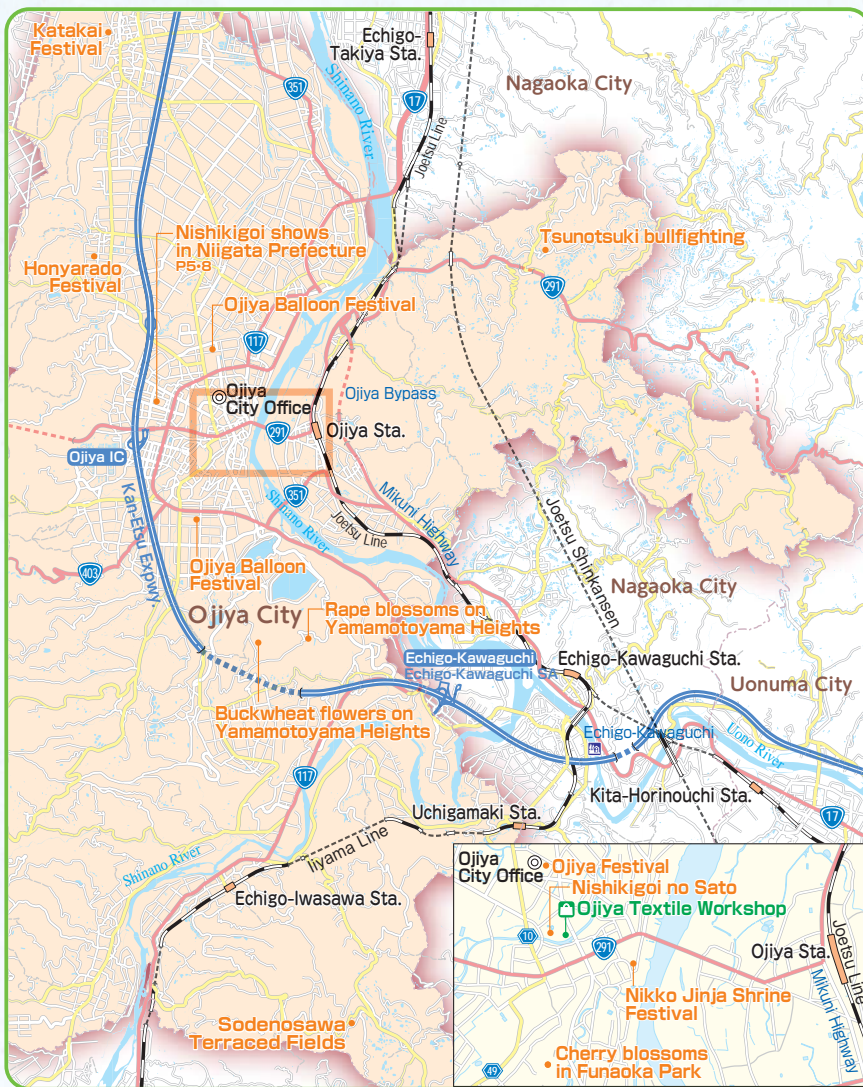 Katakai
Festival
Echigo-
Takiya Sta.
351
Shinano River
17
Joetsu Line
Nagaoka City
Nishikigoi shows
in Niigata Prefecture
P5・8
Tsunotsuki bullfighting
Honyarado
Festival
291
Ojiya Balloon Festival
117
Ojiya
City Office
Ojiya Bypass
291
Ojiya Sta.
Ojiya IC
Kan-Etsu Expwy.
351
Shinano River
Joetsu Line
Mikuni Highway
Joetsu Shinkansen
403
Ojiya Balloon
Festival
Nagaoka City
Ojiya City
Rape blossoms on
Yamamotoyama Heights
Echigo-Kawaguchi
Echigo-Kawaguchi SA
Echigo-Kawaguchi Sta.
Uonuma City
Buckwheat flowers on
Yamamotoyama Heights
Echigo-Kawaguchi
Uono River
117
Kita-Horinouchi Sta.
Uchigamaki Sta.
17
Iiyama Line
Shinano River
Echigo-Iwasawa Sta.
Sodenosawa
Terraced Fields
Ojiya
City Office
Ojiya Festival
Nishikigoi no Sato
Ojiya Textile Workshop
10
291
Ojiya Sta.
Joetsu Line
Mikuni Highway
Nikko Jinja Shrine
Festival
49
Cherry blossoms
in Funaoka Park